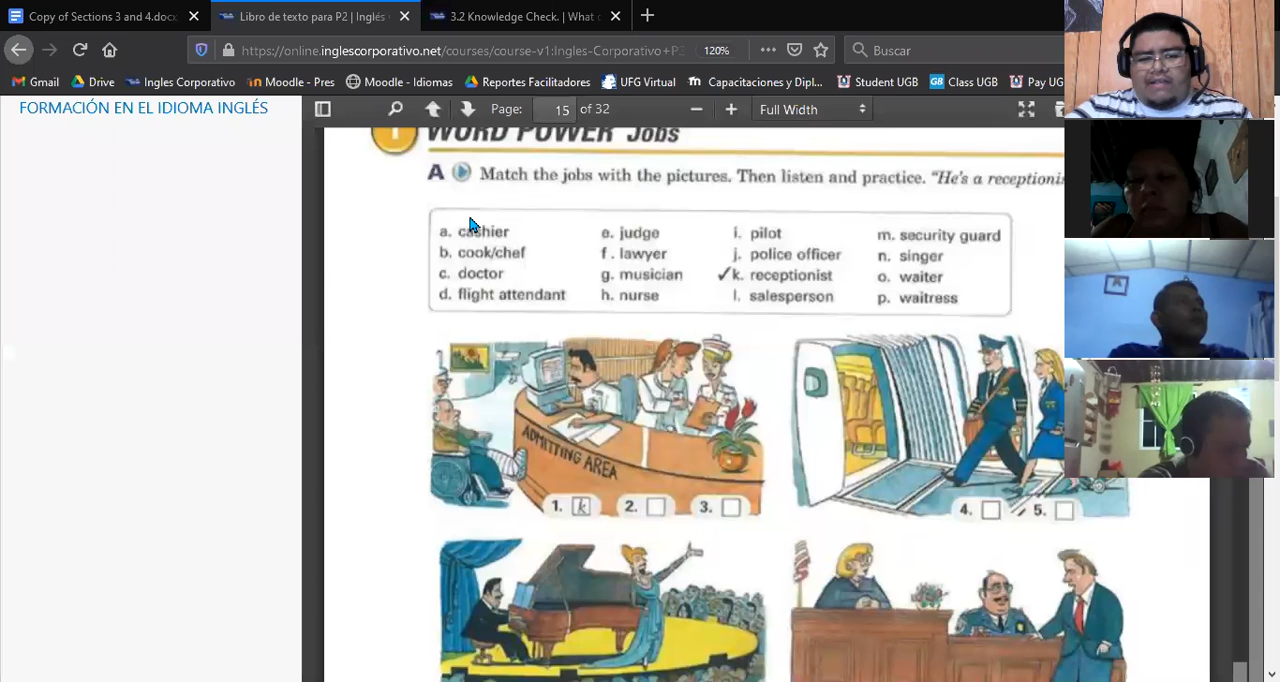 Copy of Sections 3 and 4.docx
Libro de texto para P2 | Inglés
3.2 Knowledge Check. | What
https://online.inglescorporativo.net/courses/course-v1:Ingles-Corporativo+P
120%
Buscar
Gmail Drive Ingles Corporativo Moodle - Pres Moodle - Idiomas Reportes Facilitadores UFG Virtual Capacitaciones y Dipl... Student UGB Class UGB Pay UG
FORMACIÓN EN EL IDIOMA INGLÉS
Page: 15 of 32
Full Width
WORD POWER Jobs
A Match the jobs with the pictures. Then listen and practice. "He's a receptionis
a. cashier e. judge i. pilot m. security guard
b. cook/chef f. lawyer j. police officer n. singer
c. doctor g. musician ✓k. receptionist o. waiter
d. flight attendant h. nurse l. salesperson p. waitress
ADMITTING AREA
1. k 2. 3.
4. 5.